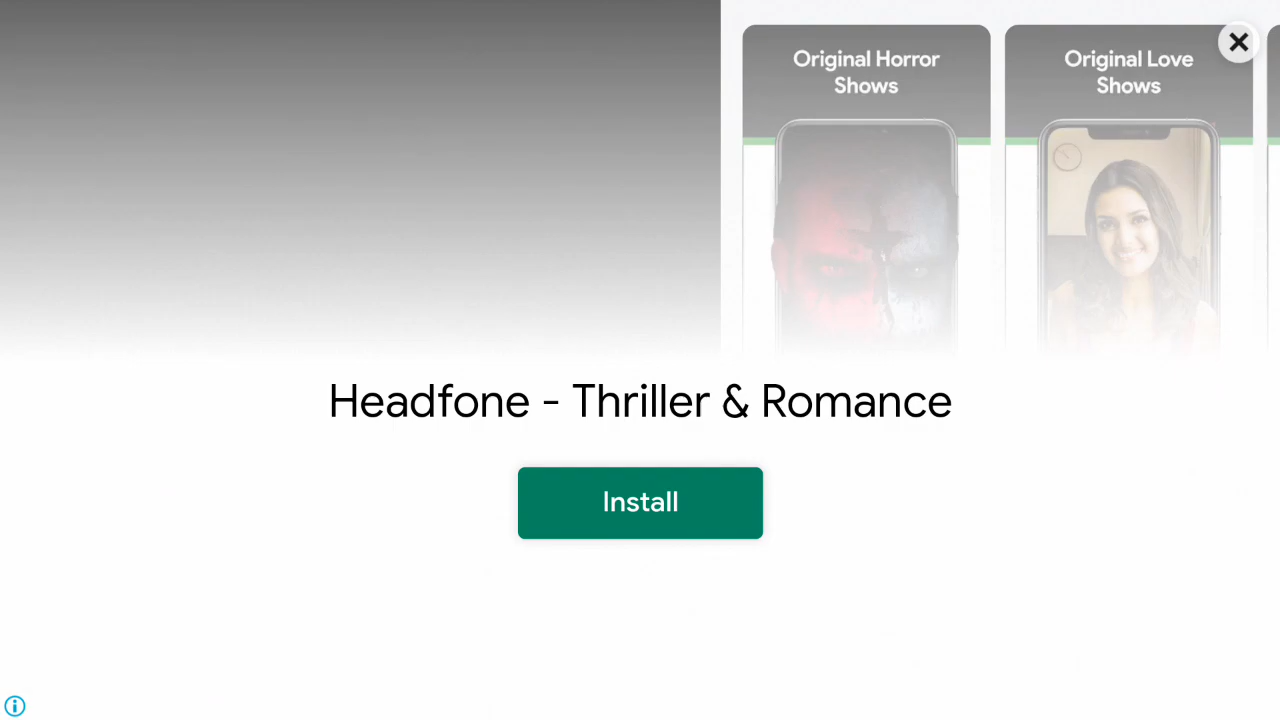 Original Horror
Shows
Original Love
Shows
Headfone - Thriller & Romance
Install